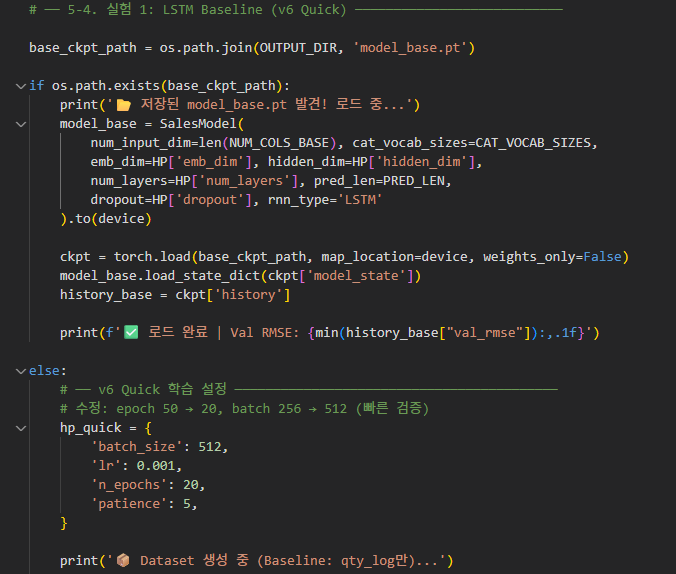 # ── 5-4. 실험 1: LSTM Baseline (v6 Quick) ──────────────────────────
base_ckpt_path = os.path.join(OUTPUT_DIR, 'model_base.pt')
if os.path.exists(base_ckpt_path):
    print('📂 저장된 model_base.pt 발견! 로드 중...')
    model_base = SalesModel(
        num_input_dim=len(NUM_COLS_BASE), cat_vocab_sizes=CAT_VOCAB_SIZES,
        emb_dim=HP['emb_dim'], hidden_dim=HP['hidden_dim'],
        num_layers=HP['num_layers'], pred_len=PRED_LEN,
        dropout=HP['dropout'], rnn_type='LSTM'
    ).to(device)
    ckpt = torch.load(base_ckpt_path, map_location=device, weights_only=False)
    model_base.load_state_dict(ckpt['model_state'])
    history_base = ckpt['history']
    print(f'✅ 로드 완료 | Val RMSE: {min(history_base["val_rmse"]):,.1f}')
else:
    # ── v6 Quick 학습 설정 ─────────────────────────────────────────
    # 수정: epoch 50 → 20, batch 256 → 512 (빠른 검증)
    hp_quick = {
        'batch_size': 512,
        'lr': 0.001,
        'n_epochs': 20,
        'patience': 5,
    }
    print('📦 Dataset 생성 중 (Baseline: qty_log만)...')